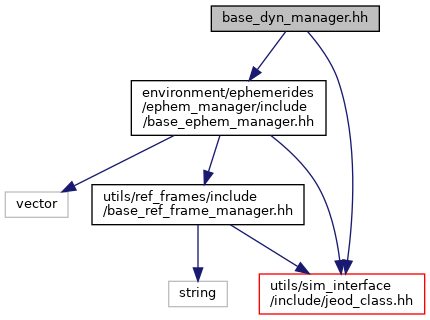 base_dyn_manager.hh
environment/ephemerides
/ephem_manager/include
/base_ephem_manager.hh
vector
utils/ref_frames/include
/base_ref_frame_manager.hh
string
utils/sim_interface
/include/jeod_class.hh